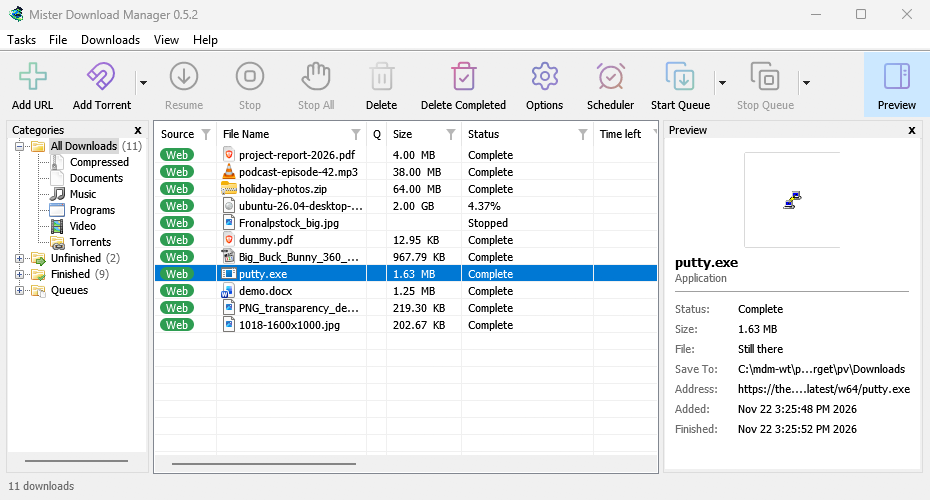 Mister Download Manager 0.5.2
Tasks File Downloads View Help
Add URL Add Torrent Resume Stop Stop All Delete Delete Completed Options Scheduler Start Queue Stop Queue Preview
Categories x
All Downloads (11)
Compressed
Documents
Music
Programs
Video
Torrents
Unfinished (2)
Finished (9)
Queues
Source File Name Q Size Status Time left
Web project-report-2026.pdf 4.00 MB Complete
Web podcast-episode-42.mp3 38.00 MB Complete
Web holiday-photos.zip 64.00 MB Complete
Web ubuntu-26.04-desktop-... 2.00 GB 4.37%
Web Fronalpstock_big.jpg Stopped
Web dummy.pdf 12.95 KB Complete
Web Big_Buck_Bunny_360_... 967.79 KB Complete
Web putty.exe 1.63 MB Complete
Web demo.docx 1.25 MB Complete
Web PNG_transparency_de... 219.30 KB Complete
Web 1018-1600x1000.jpg 202.67 KB Complete
Preview x
putty.exe
Application
Status: Complete
Size: 1.63 MB
File: Still there
Save To: C:\mdm-wt\p...rget\pv\Downloads
Address: https://the....latest/w64/putty.exe
Added: Nov 22 3:25:48 PM 2026
Finished: Nov 22 3:25:52 PM 2026
11 downloads